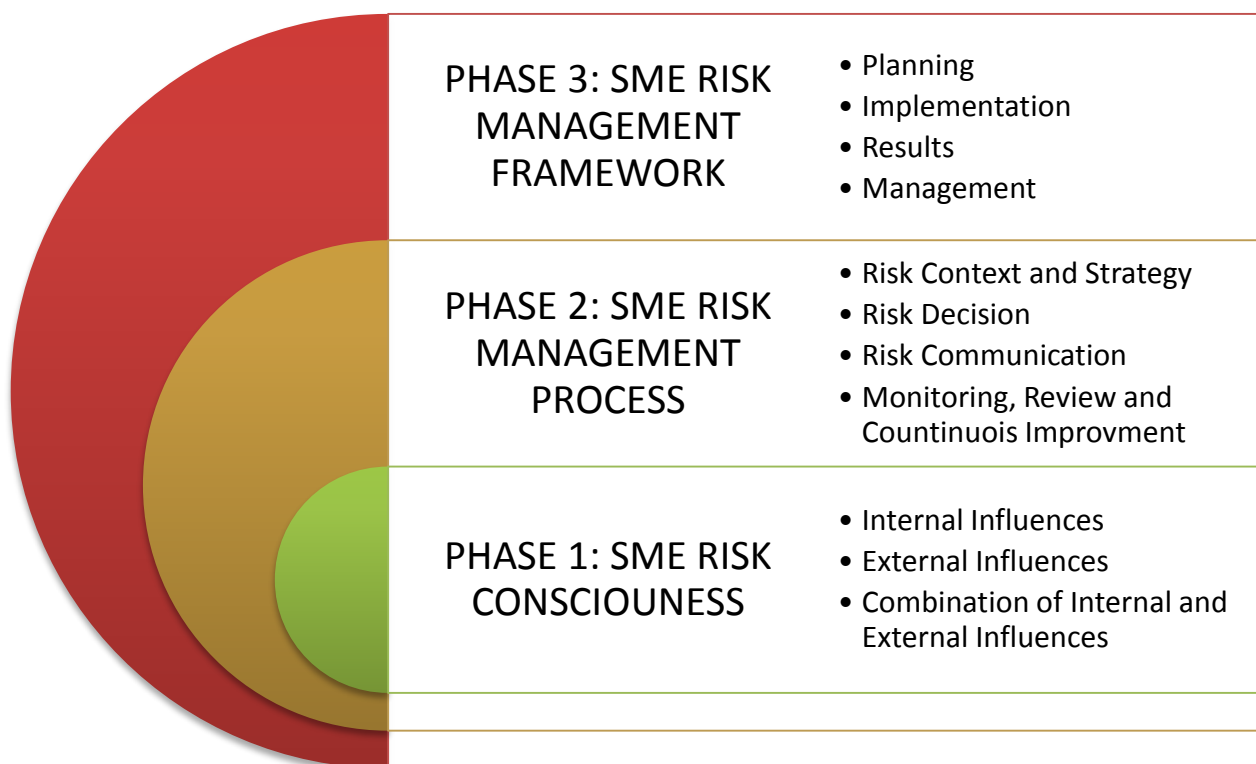 PHASE 3: SME RISK
MANAGEMENT
FRAMEWORK
• Planning
• Implementation
• Results
• Management
PHASE 2: SME RISK
MANAGEMENT
PROCESS
• Risk Context and Strategy
• Risk Decision
• Risk Communication
• Monitoring, Review and
Countinuois Improvment
PHASE 1: SME RISK
CONSCIOUNESS
• Internal Influences
• External Influences
• Combination of Internal and
External Influences